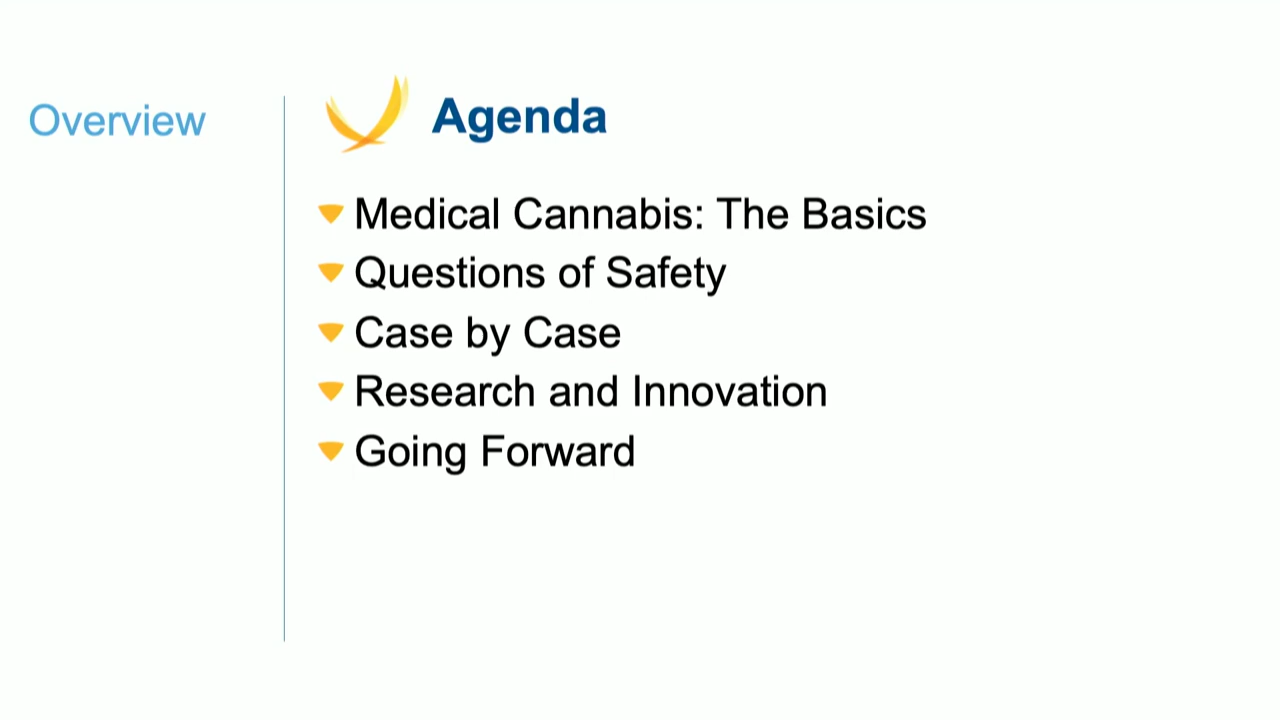 Overview
Agenda
Medical Cannabis: The Basics
Questions of Safety
Case by Case
Research and Innovation
Going Forward